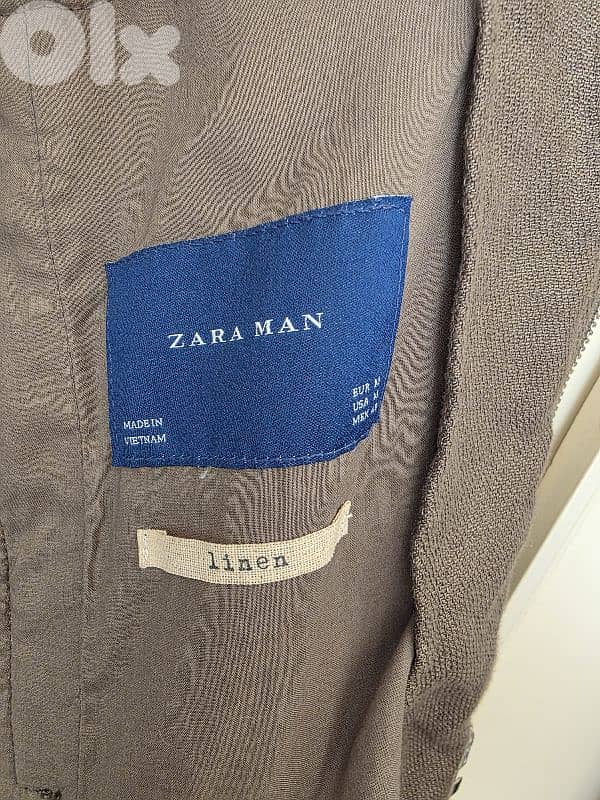 Olx
ZARA MAN
MADE IN
VIETNAM
EUR M
USA M
MEX
linen